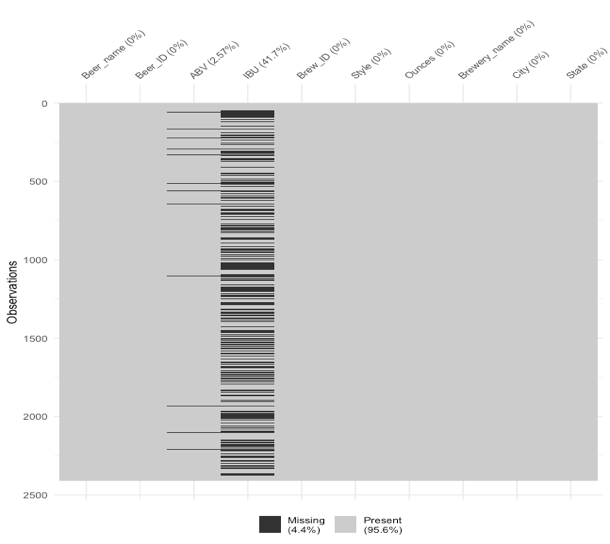 Beer_name (0%)
Beer_ID (0%)
ABV (2.57%)
IBU (41.7%)
Brew_ID (0%)
Style (0%)
Ounces (0%)
Brewery_name (0%)
City (0%)
State (0%)
0
500
1000
1500
2000
2500
Observations
Missing
(4.4%)
Present
(95.6%)